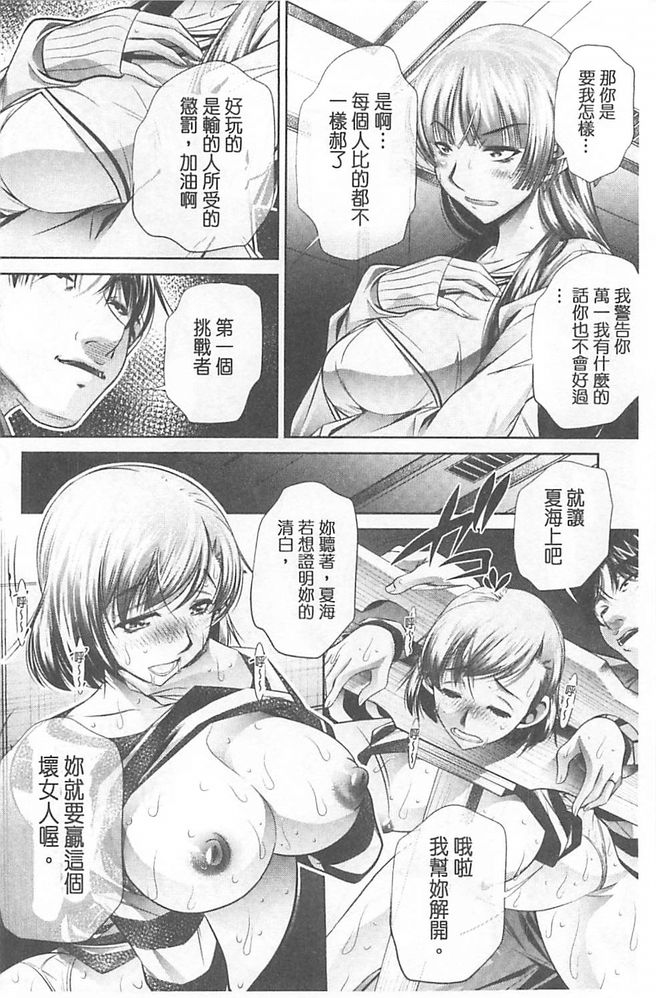 那你是
要我怎樣…
是啊…
每個人比的都不
一樣郝了
我警告你
萬一我有什麼的
話你也不會好過
…
好玩的
是輸的人所受的
懲罰，加油啊
第一個
挑戰者
就讓
夏海上吧
哦啦
我幫妳解開。
妳聽著，夏海
若想證明妳的
清白，
妳就要贏這個
壞女人喔。
呼~~
呼~~
呼~~
呼~~
呼~~